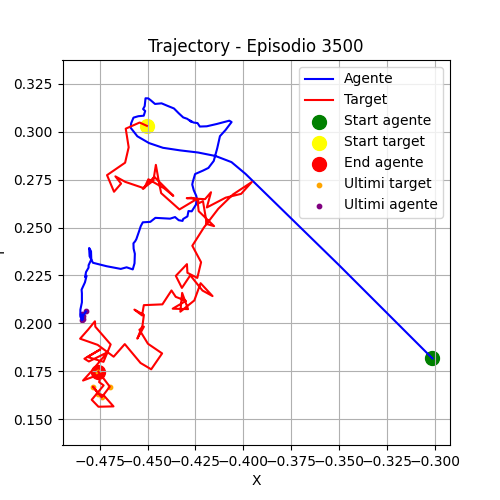 Trajectory - Episodio 3500
Agente
Target
Start agente
Start target
End agente
Ultimi target
Ultimi agente
0.325
0.300
0.275
0.250
0.225
0.200
0.175
0.150
−0.475 −0.450 −0.425 −0.400 −0.375 −0.350 −0.325 −0.300
X